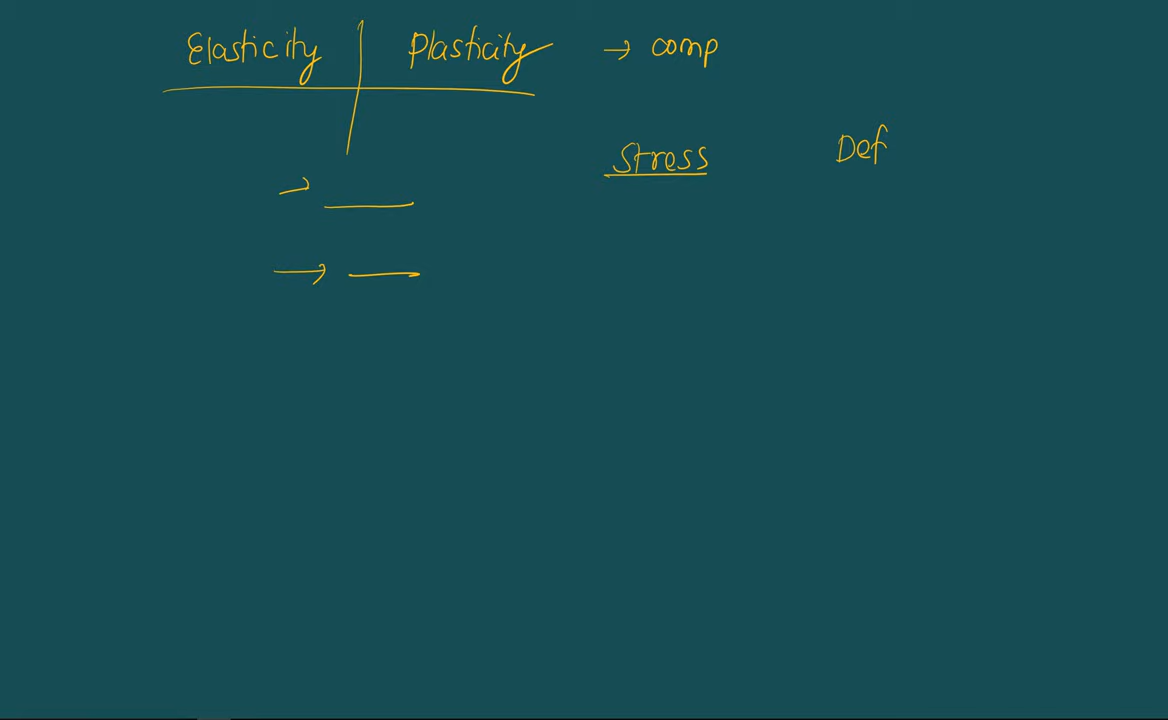 Elasticity Plasticity → comp
Stress Def
→
→